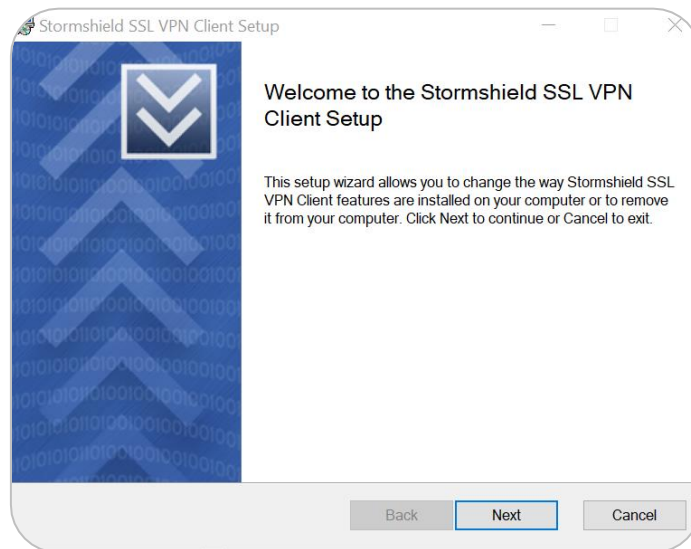 Stormshield SSL VPN Client Setup
Welcome to the Stormshield SSL VPN
Client Setup
This setup wizard allows you to change the way Stormshield SSL
VPN Client features are installed on your computer or to remove
it from your computer. Click Next to continue or Cancel to exit.
Back Next Cancel